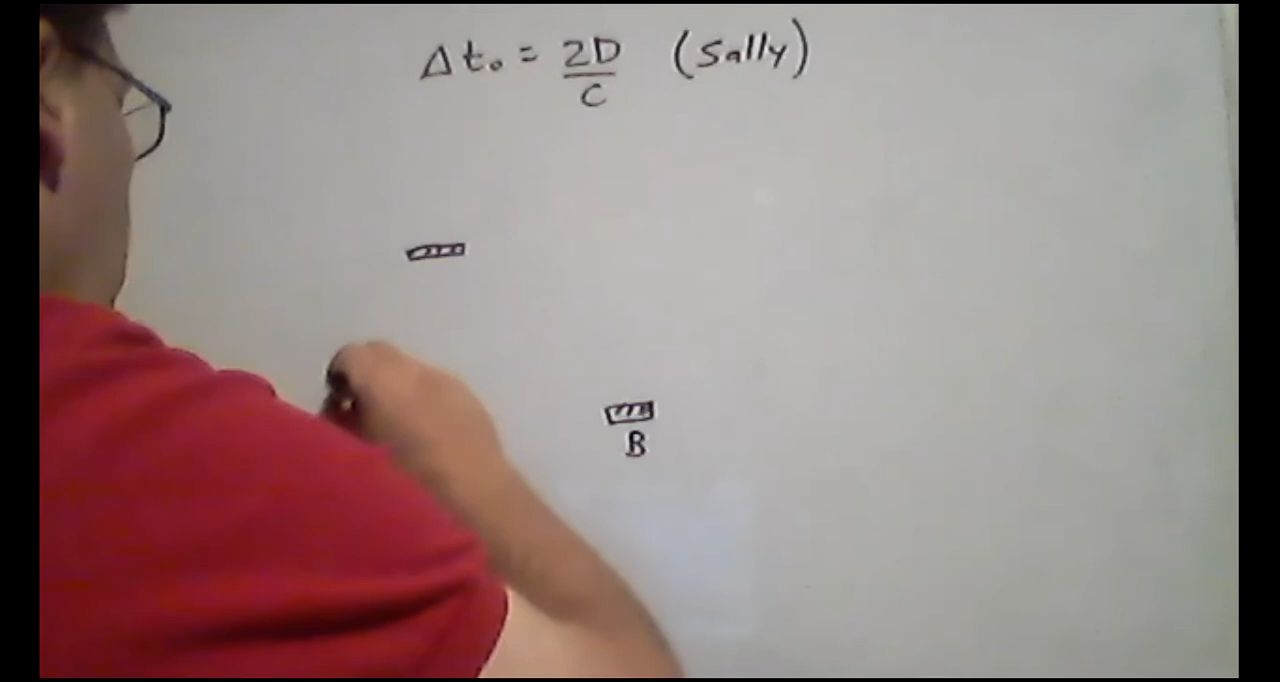 Δt₀ = 2D/C (Sally)
B